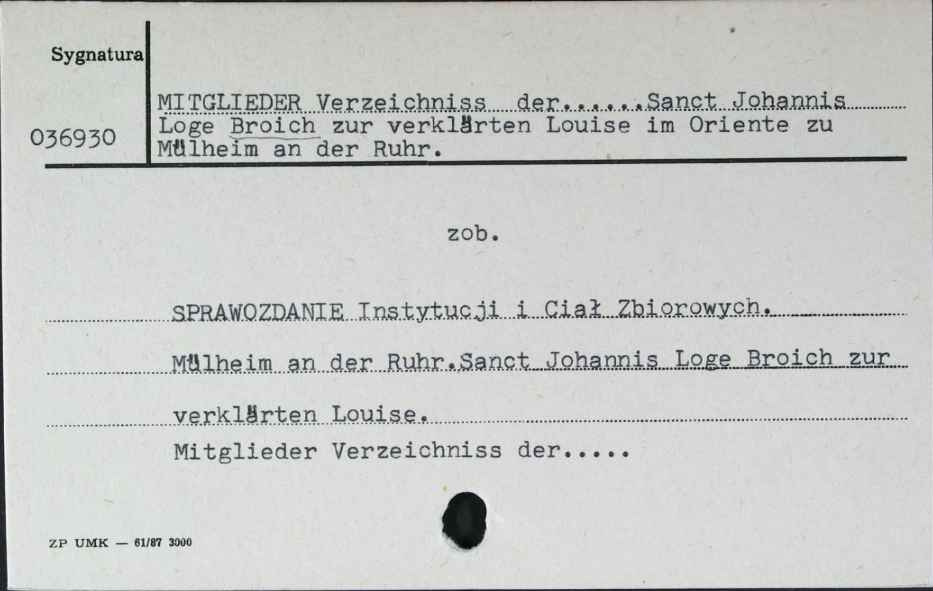 Sygnatura
MITGLIEDER Verzeichniss der......Sanct Johannis
036930
Loge Broich zur verklärten Louise im Oriente zu
Mülheim an der Ruhr.
zob.
SPRAWOZDANIE Instytucji i Ciał Zbiorowych.
Mülheim an der Ruhr.Sanct Johannis Loge Broich zur
verklärten Louise.
Mitglieder Verzeichniss der.....
ZP UMK — 61/87 3000